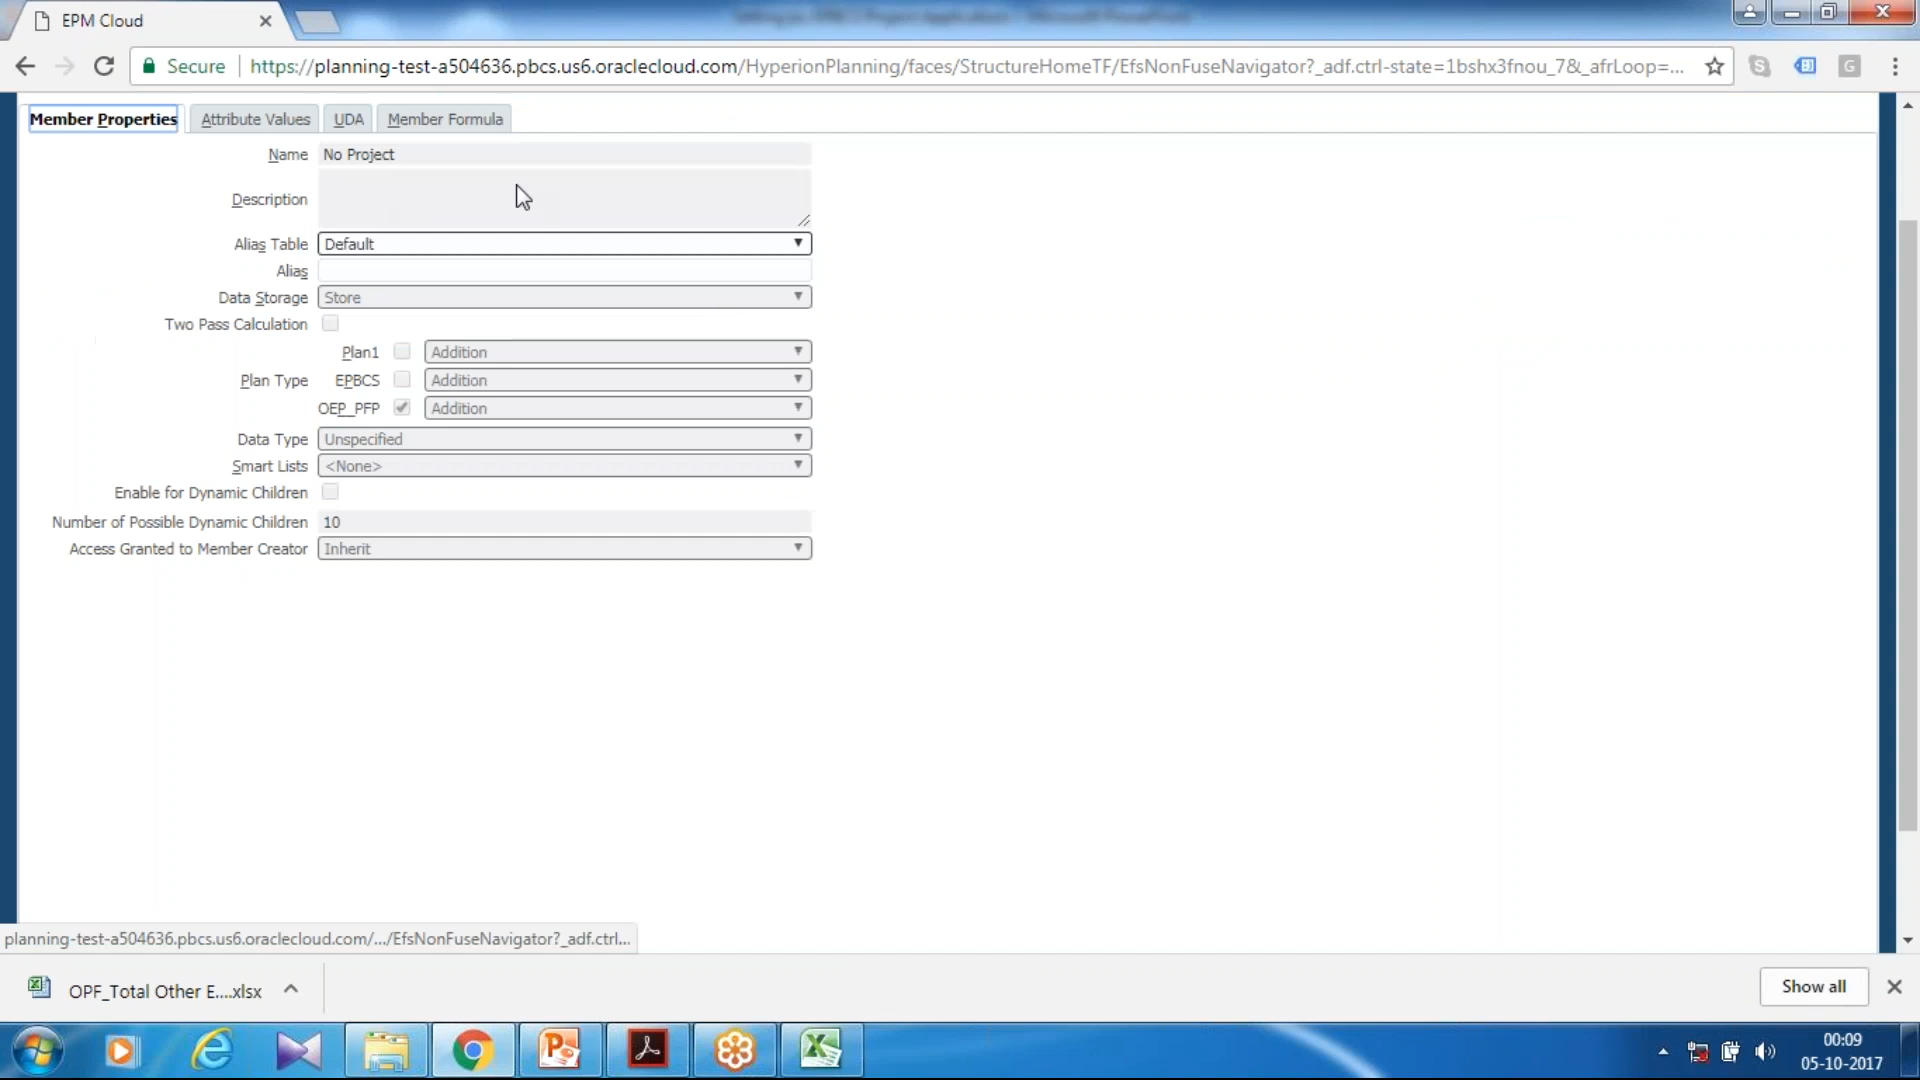 EPM Cloud
Secure https://planning-test-a504636.pbcs.us6.oraclecloud.com/HyperionPlanning/faces/StructureHomeTF/EfsNonFuseNavigator?_adf.ctrl-state=1bshx3fnou_7&_afrLoop=...
Member Properties Attribute Values UDA Member Formula
Name No Project
Description
Alias Table Default
Alias
Data Storage Store
Two Pass Calculation
Plan1 Addition
Plan Type EPBCS Addition
OEP_PFP Addition
Data Type Unspecified
Smart Lists <None>
Enable for Dynamic Children
Number of Possible Dynamic Children 10
Access Granted to Member Creator Inherit
planning-test-a504636.pbcs.us6.oraclecloud.com/.../EfsNonFuseNavigator?_adf.ctrl...
OPF_Total Other E....xlsx Show all
00:09
05-10-2017